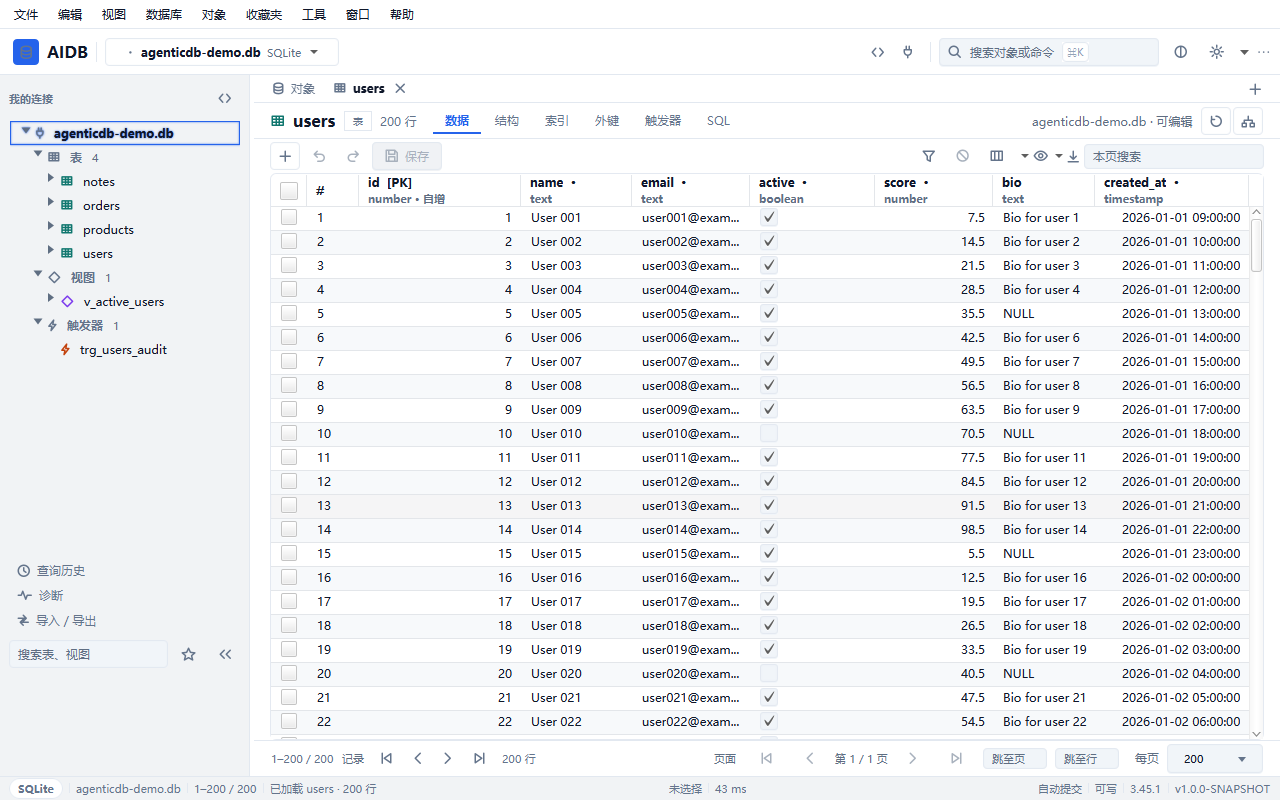 文件 编辑 视图 数据库 对象 收藏夹 工具 窗口 帮助
AIDB agenticdb-demo.db SQLite 搜索对象或命令 ⌘K
我的连接
agenticdb-demo.db
表 4
notes
orders
products
users
视图 1
v_active_users
触发器 1
trg_users_audit
查询历史
诊断
导入 / 导出
搜索表、视图
对象 users
users 表 200 行 数据 结构 索引 外键 触发器 SQL agenticdb-demo.db · 可编辑
保存 本页搜索
# id [PK] name • email • active • score • bio created_at •
number • 自增 text text boolean number text timestamp
1 1 User 001 user001@exam... 7.5 Bio for user 1 2026-01-01 09:00:00
2 2 User 002 user002@exam... 14.5 Bio for user 2 2026-01-01 10:00:00
3 3 User 003 user003@exam... 21.5 Bio for user 3 2026-01-01 11:00:00
4 4 User 004 user004@exam... 28.5 Bio for user 4 2026-01-01 12:00:00
5 5 User 005 user005@exam... 35.5 NULL 2026-01-01 13:00:00
6 6 User 006 user006@exam... 42.5 Bio for user 6 2026-01-01 14:00:00
7 7 User 007 user007@exam... 49.5 Bio for user 7 2026-01-01 15:00:00
8 8 User 008 user008@exam... 56.5 Bio for user 8 2026-01-01 16:00:00
9 9 User 009 user009@exam... 63.5 Bio for user 9 2026-01-01 17:00:00
10 10 User 010 user010@exam... 70.5 NULL 2026-01-01 18:00:00
11 11 User 011 user011@exam... 77.5 Bio for user 11 2026-01-01 19:00:00
12 12 User 012 user012@exam... 84.5 Bio for user 12 2026-01-01 20:00:00
13 13 User 013 user013@exam... 91.5 Bio for user 13 2026-01-01 21:00:00
14 14 User 014 user014@exam... 98.5 Bio for user 14 2026-01-01 22:00:00
15 15 User 015 user015@exam... 5.5 NULL 2026-01-01 23:00:00
16 16 User 016 user016@exam... 12.5 Bio for user 16 2026-01-02 00:00:00
17 17 User 017 user017@exam... 19.5 Bio for user 17 2026-01-02 01:00:00
18 18 User 018 user018@exam... 26.5 Bio for user 18 2026-01-02 02:00:00
19 19 User 019 user019@exam... 33.5 Bio for user 19 2026-01-02 03:00:00
20 20 User 020 user020@exam... 40.5 NULL 2026-01-02 04:00:00
21 21 User 021 user021@exam... 47.5 Bio for user 21 2026-01-02 05:00:00
22 22 User 022 user022@exam... 54.5 Bio for user 22 2026-01-02 06:00:00
1–200 / 200 记录 200 行 页面 第 1 / 1 页 跳至页 跳至行 每页 200
SQLite agenticdb-demo.db 1–200 / 200 已加载 users · 200 行 未选择 43 ms 自动提交 可写 3.45.1 v1.0.0-SNAPSHOT